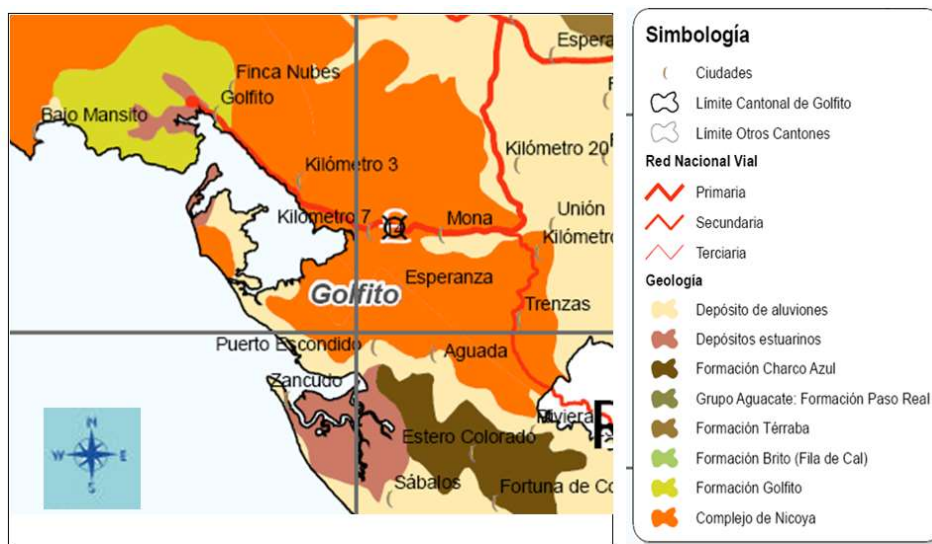 Espera
Finca Nubes
Golfito
Bajo Mansito
Kilómetro 3
Kilómetro 20
Kilómetro 7
14
Mona
Unión
Kilómetro
Esperanza
Golfito
Trenzas
Puerto Escondido
Aguada
Zancudo
Riviera
Estero Colorado
Sábalos
Fortuna de Co
N
W E
S
Simbología
Ciudades
Límite Cantonal de Golfito
Límite Otros Cantones
Red Nacional Vial
Primaria
Secundaria
Terciaria
Geología
Depósito de aluviones
Depósitos estuarinos
Formación Charco Azul
Grupo Aguacate: Formación Paso Real
Formación Térraba
Formación Brito (Fila de Cal)
Formación Golfito
Complejo de Nicoya